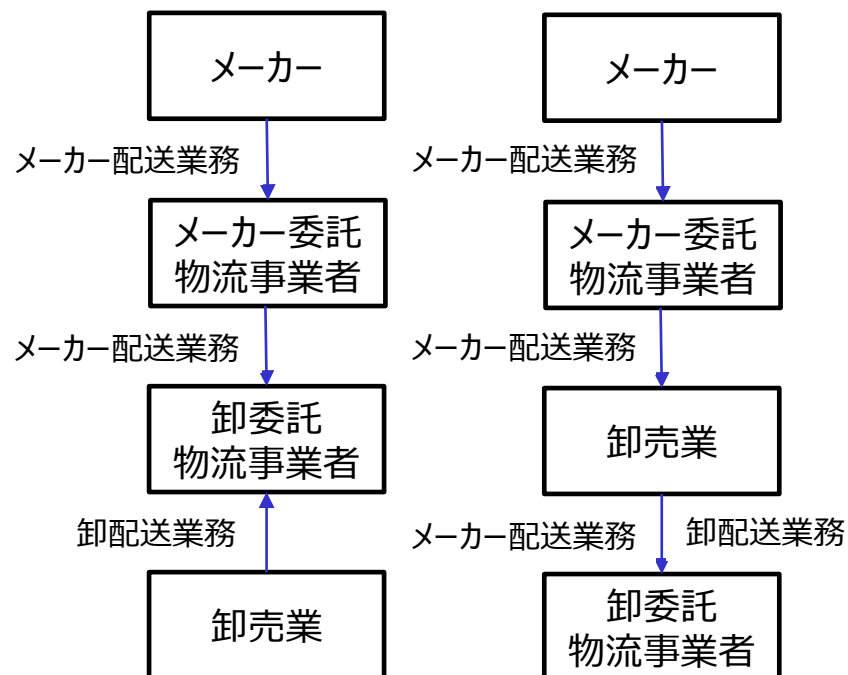 メーカー
メーカー配送業務
メーカー委託
物流事業者
メーカー配送業務
卸委託
物流事業者
卸配送業務
卸売業
メーカー
メーカー配送業務
メーカー委託
物流事業者
メーカー配送業務
卸売業
メーカー配送業務 卸配送業務
卸委託
物流事業者